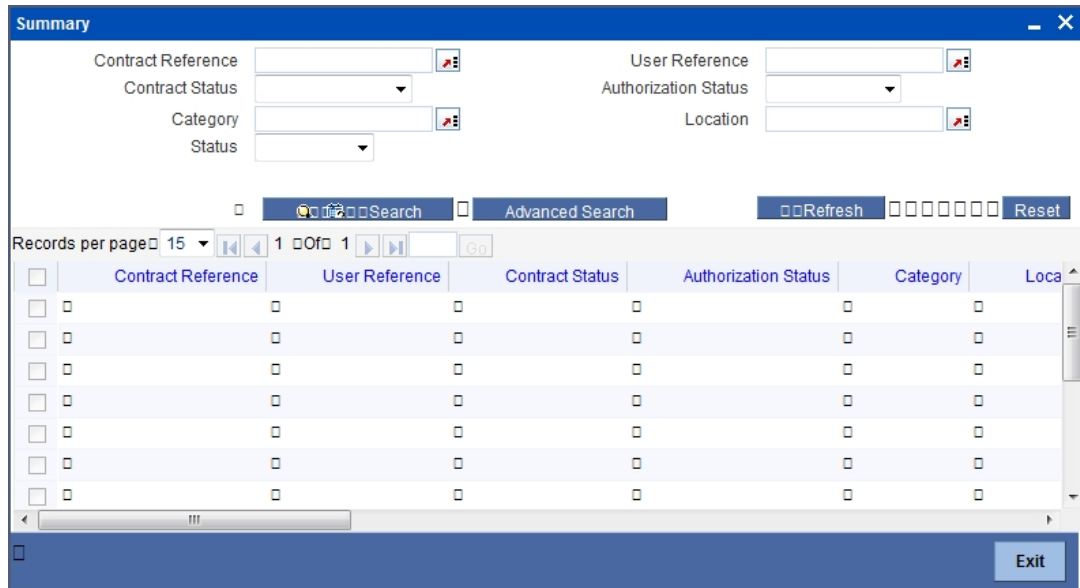 Summary
Contract Reference User Reference
Contract Status Authorization Status
Category Location
Status
Search Advanced Search Refresh Reset
Records per page 15 1 Of 1 Go
Contract Reference User Reference Contract Status Authorization Status Category Loca
Exit